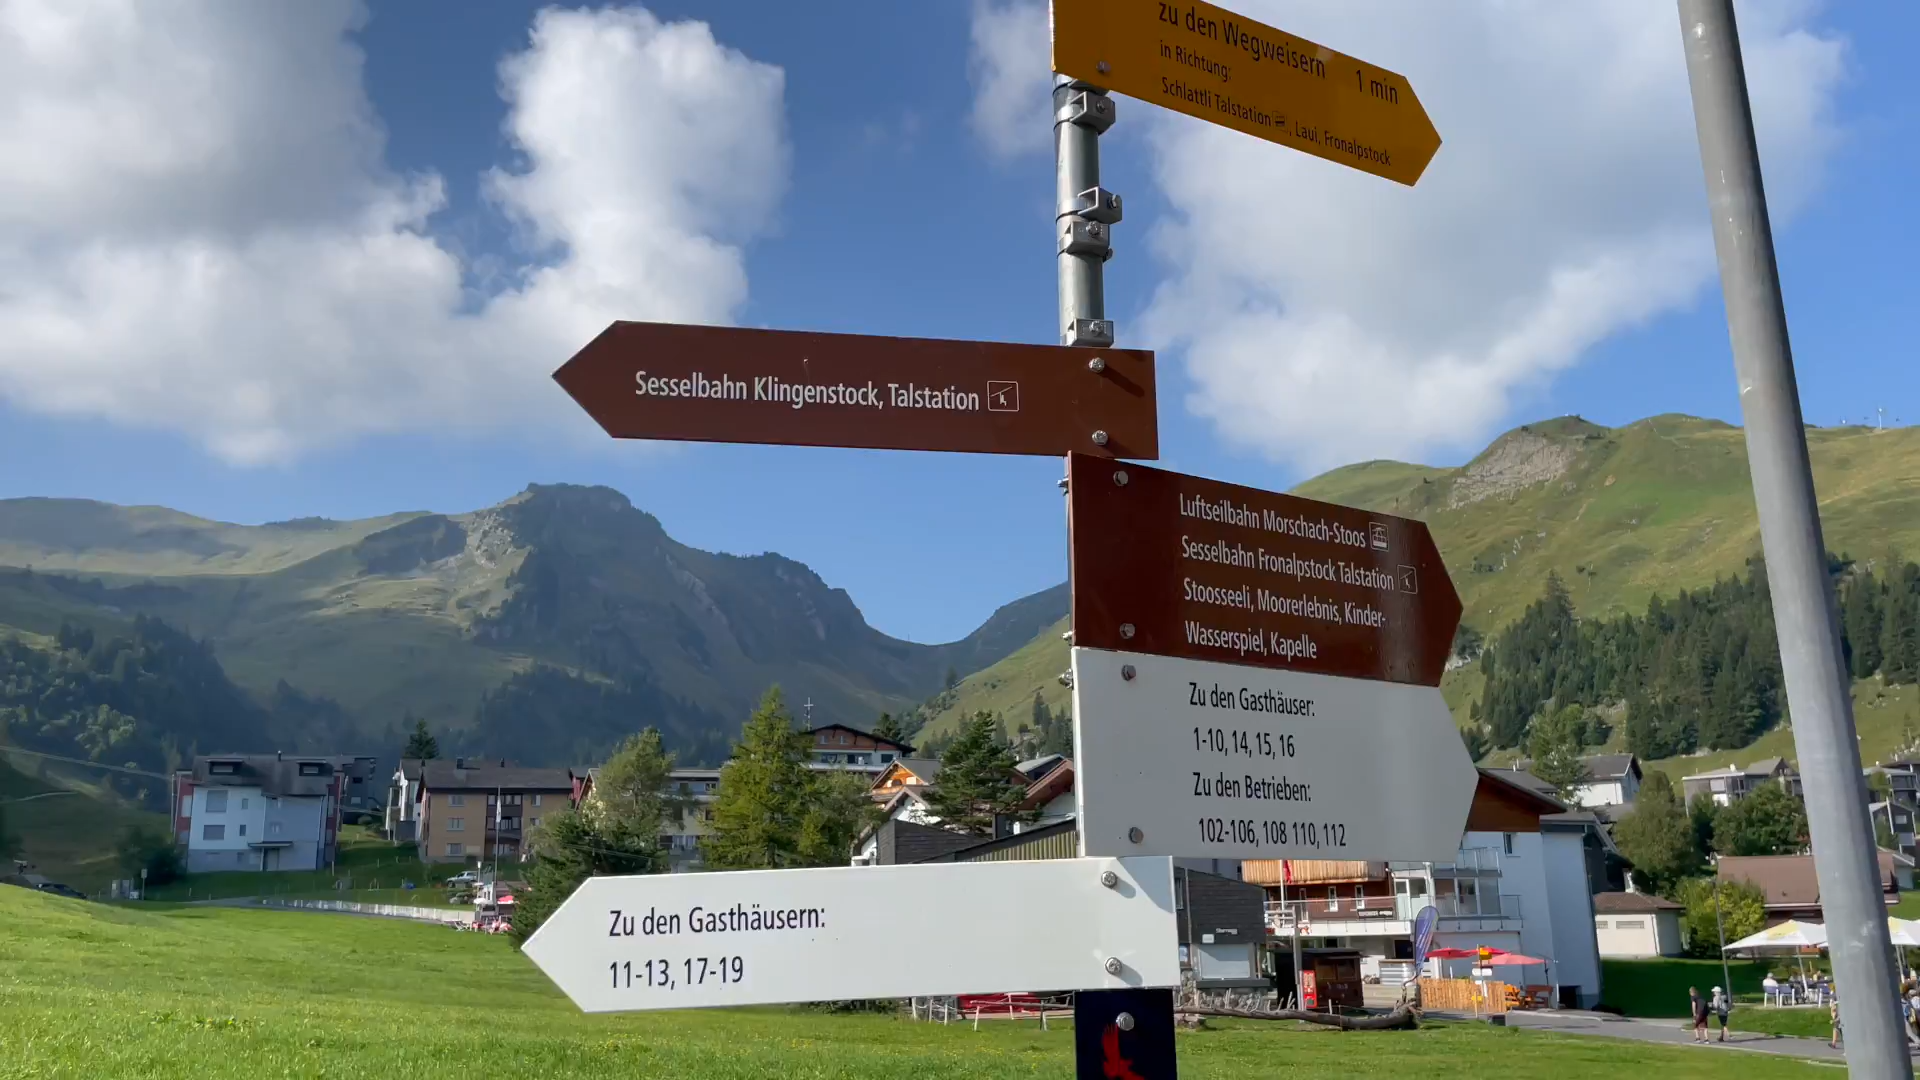 zu den Wegweisern 1 min
in Richtung:
Schlattli Talstation, Laui, Fronalpstock
Sesselbahn Klingenstock, Talstation
Luftseilbahn Morschach-Stoos
Sesselbahn Fronalpstock Talstation
Stoosseeli, Moorerlebnis, Kinder-
Wasserspiel, Kapelle
Zu den Gasthäuser:
1-10, 14, 15, 16
Zu den Betrieben:
102-106, 108 110, 112
Zu den Gasthäusern:
11-13, 17-19